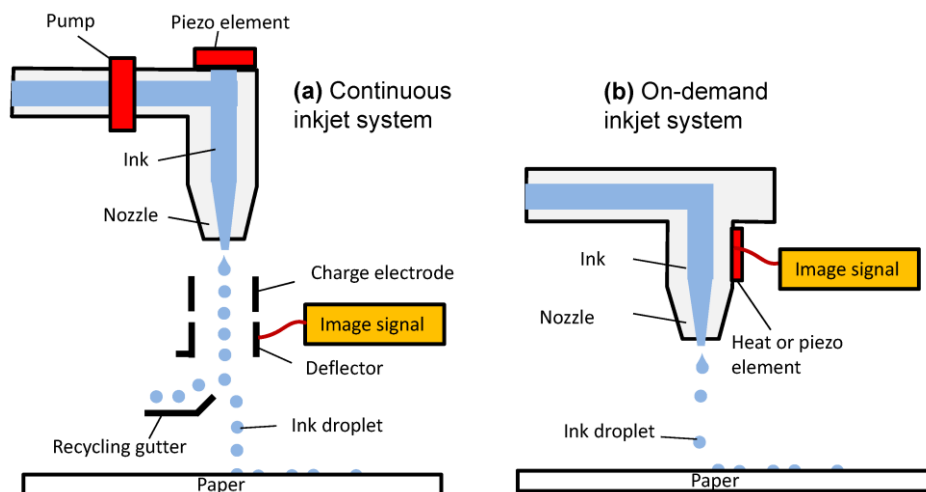 Pump
Piezo element
(a) Continuous
inkjet system
Ink
Nozzle
Charge electrode
Image signal
Deflector
Ink droplet
Recycling gutter
Paper
(b) On-demand
inkjet system
Ink
Image signal
Nozzle
Heat or piezo
element
Ink droplet
Paper